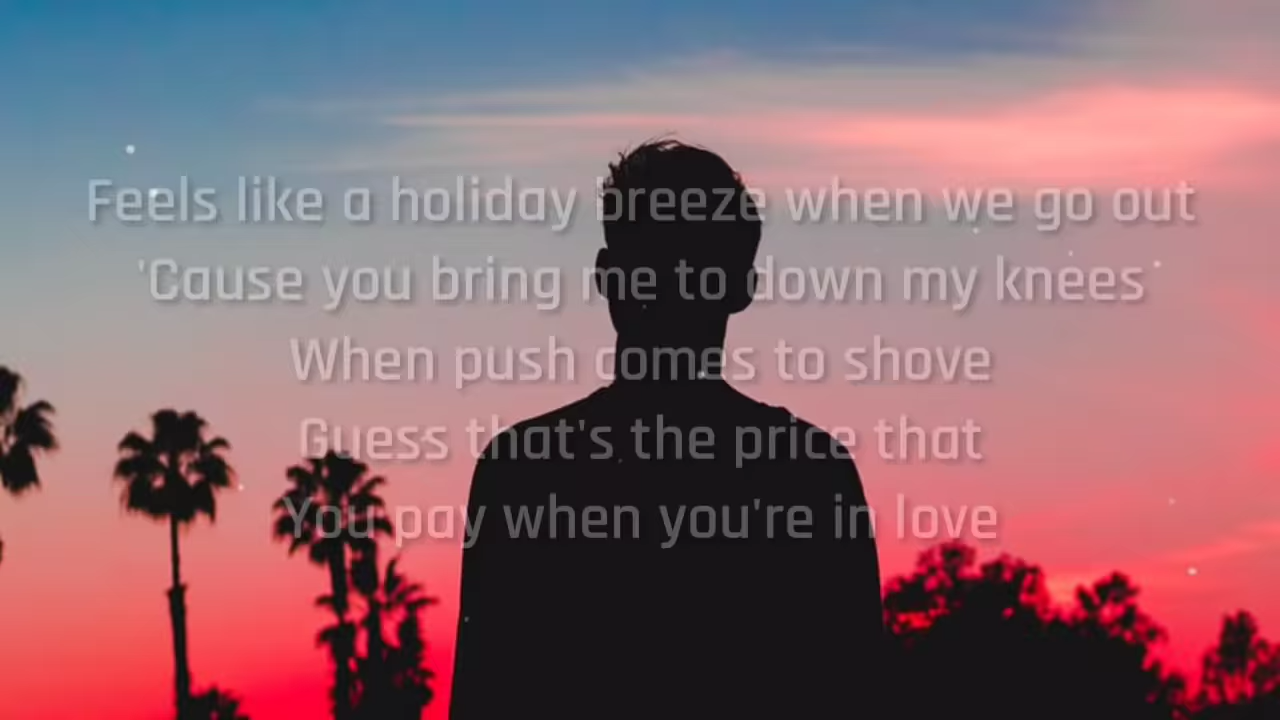 Feels like a holiday breeze when we go out
'Cause you bring me to down my knees
When push comes to shove
Guess that's the price that
You pay when you're in love